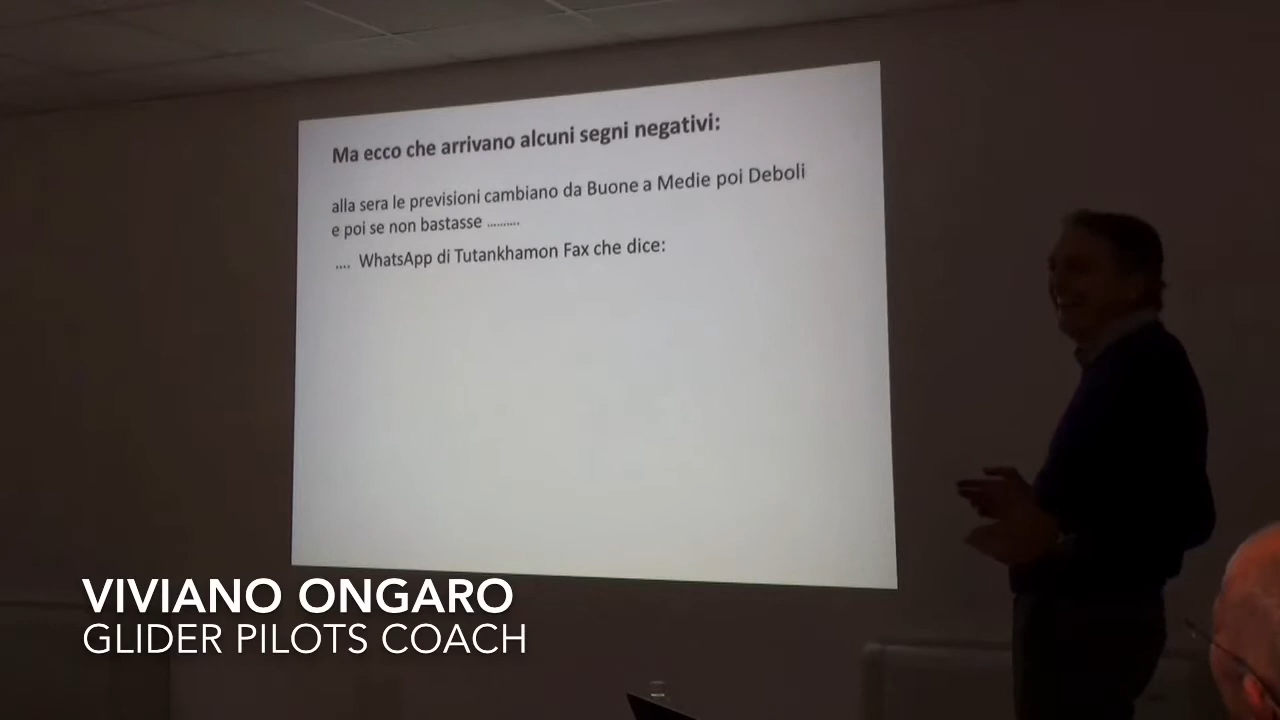 Ma ecco che arrivano alcuni segni negativi:
alla sera le previsioni cambiano da Buone a Medie poi Deboli
e poi se non bastasse ..........
.... WhatsApp di Tutankhamon Fax che dice:
VIVIANO ONGARO
GLIDER PILOTS COACH